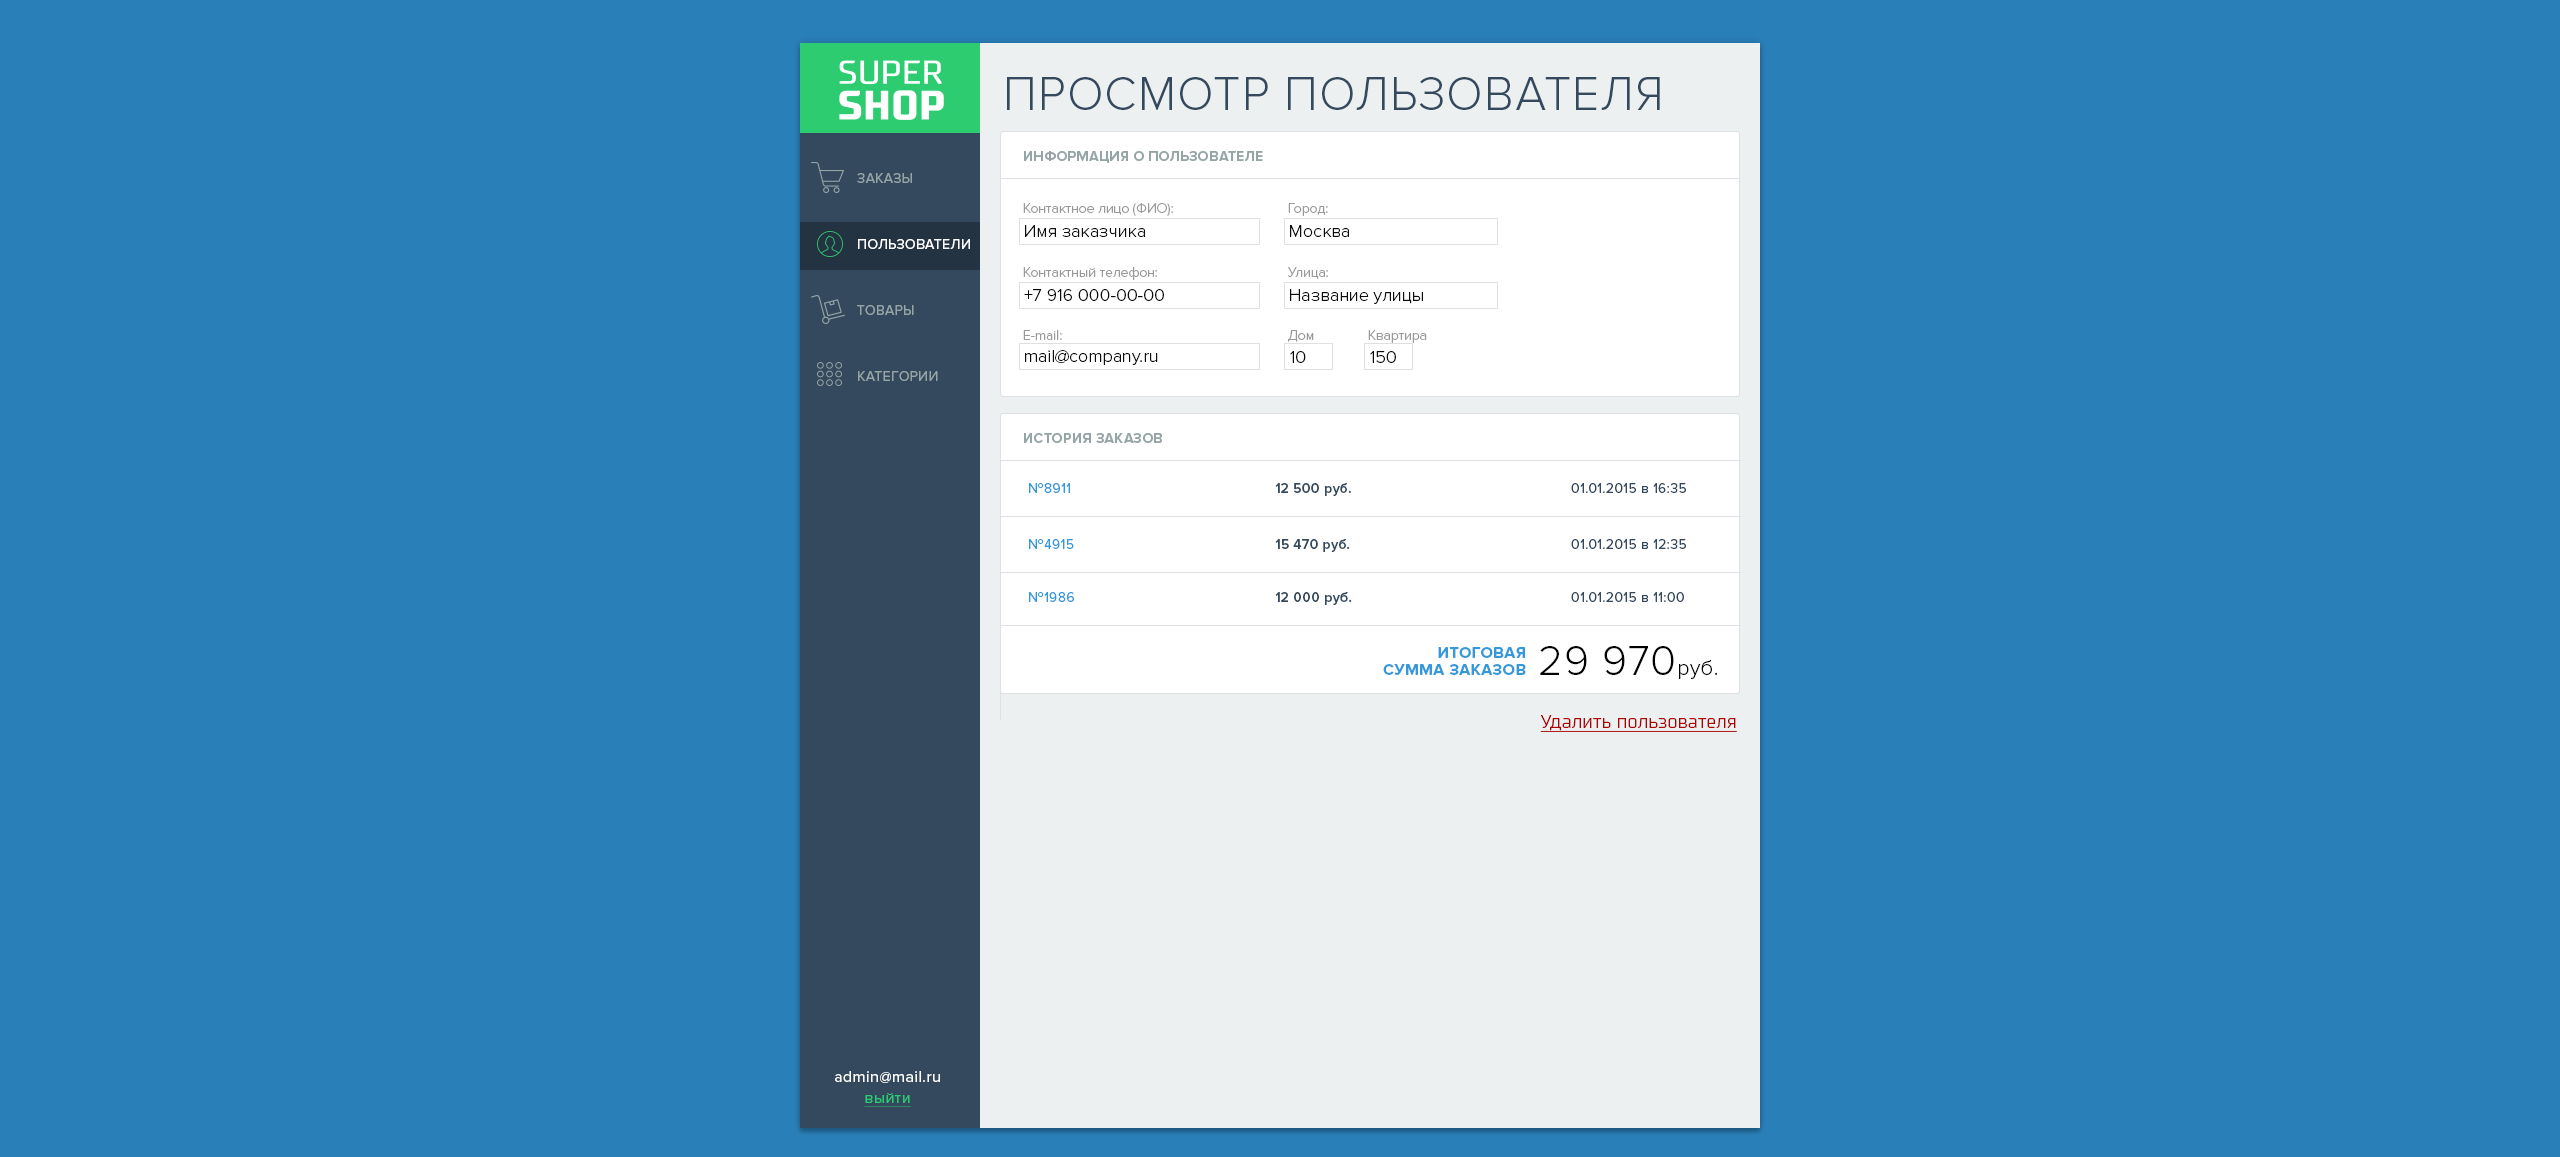 SUPER
SHOP
ЗАКАЗЫ
ПОЛЬЗОВАТЕЛИ
ТОВАРЫ
КАТЕГОРИИ
admin@mail.ru
выйти
ПРОСМОТР ПОЛЬЗОВАТЕЛЯ
ИНФОРМАЦИЯ О ПОЛЬЗОВАТЕЛЕ
Контактное лицо (ФИО): Город:
Имя заказчика Москва
Контактный телефон: Улица:
+7 916 000-00-00 Название улицы
E-mail: Дом Квартира
mail@company.ru 10 150
ИСТОРИЯ ЗАКАЗОВ
№8911 12 500 руб. 01.01.2015 в 16:35
№4915 15 470 руб. 01.01.2015 в 12:35
№1986 12 000 руб. 01.01.2015 в 11:00
ИТОГОВАЯ
СУММА ЗАКАЗОВ 29 970 руб.
Удалить пользователя